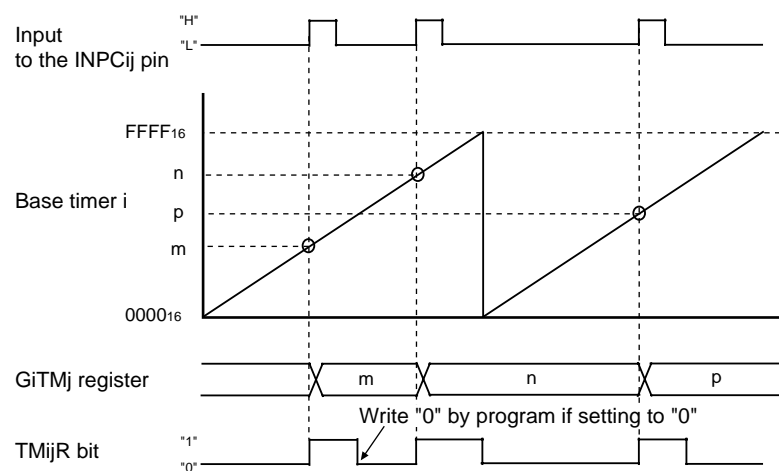 "H"
Input
to the INPCij pin
"L"
FFFF16
n
Base timer i
p
m
000016
GiTMj register
m
n
p
Write "0" by program if setting to "0"
"1"
TMijR bit
"0"